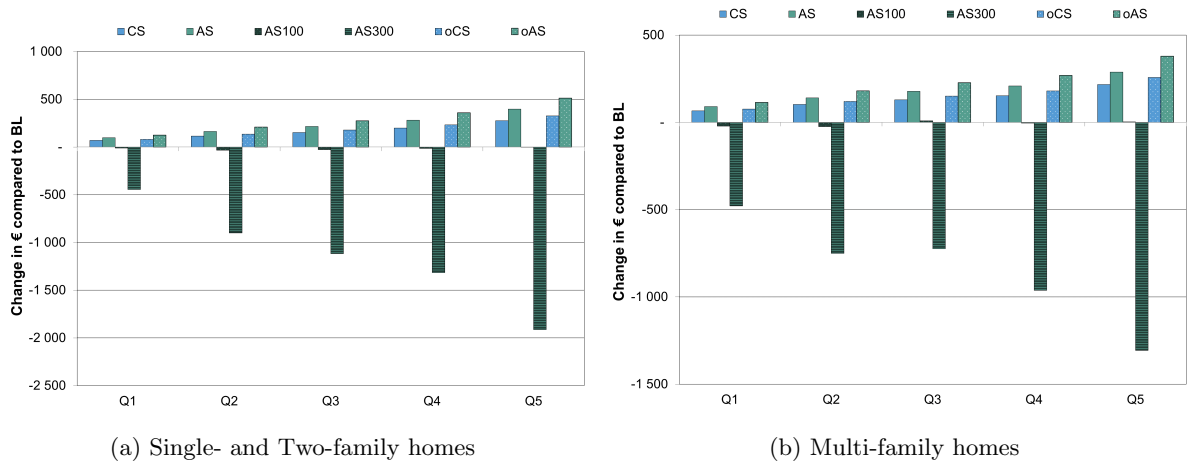 CS AS AS100 AS300 oCS oAS
1 000
500
-
-500
-1 000
-1 500
-2 000
-2 500
Change in € compared to BL
Q1 Q2 Q3 Q4 Q5
(a) Single- and Two-family homes
CS AS AS100 AS300 oCS oAS
500
-
-500
-1 000
-1 500
Change in € compared to BL
Q1 Q2 Q3 Q4 Q5
(b) Multi-family homes